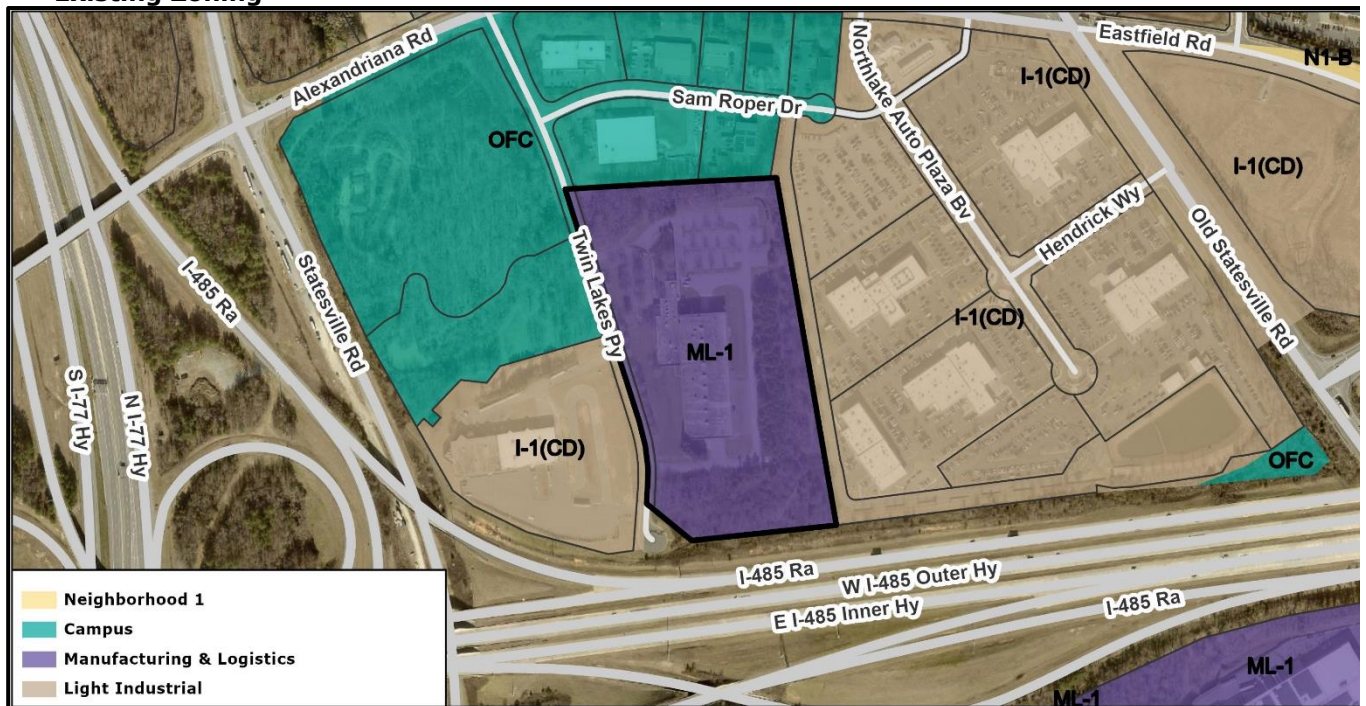 Existing Zoning
Alexandriana Rd
Eastfield Rd
N1-B
I-1(CD)
Northlake Auto Plaza Bv
Sam Roper Dr
OFC
I-1(CD)
Hendrick Wy
Old Statesville Rd
Twin Lakes Py
I-485 Ra
Statesville Rd
S I-77 Hy
N I-77 Hy
ML-1
I-1(CD)
I-1(CD)
OFC
I-485 Ra
W I-485 Outer Hy
E I-485 Inner Hy
I-485 Ra
ML-1
ML-1
Neighborhood 1
Campus
Manufacturing & Logistics
Light Industrial